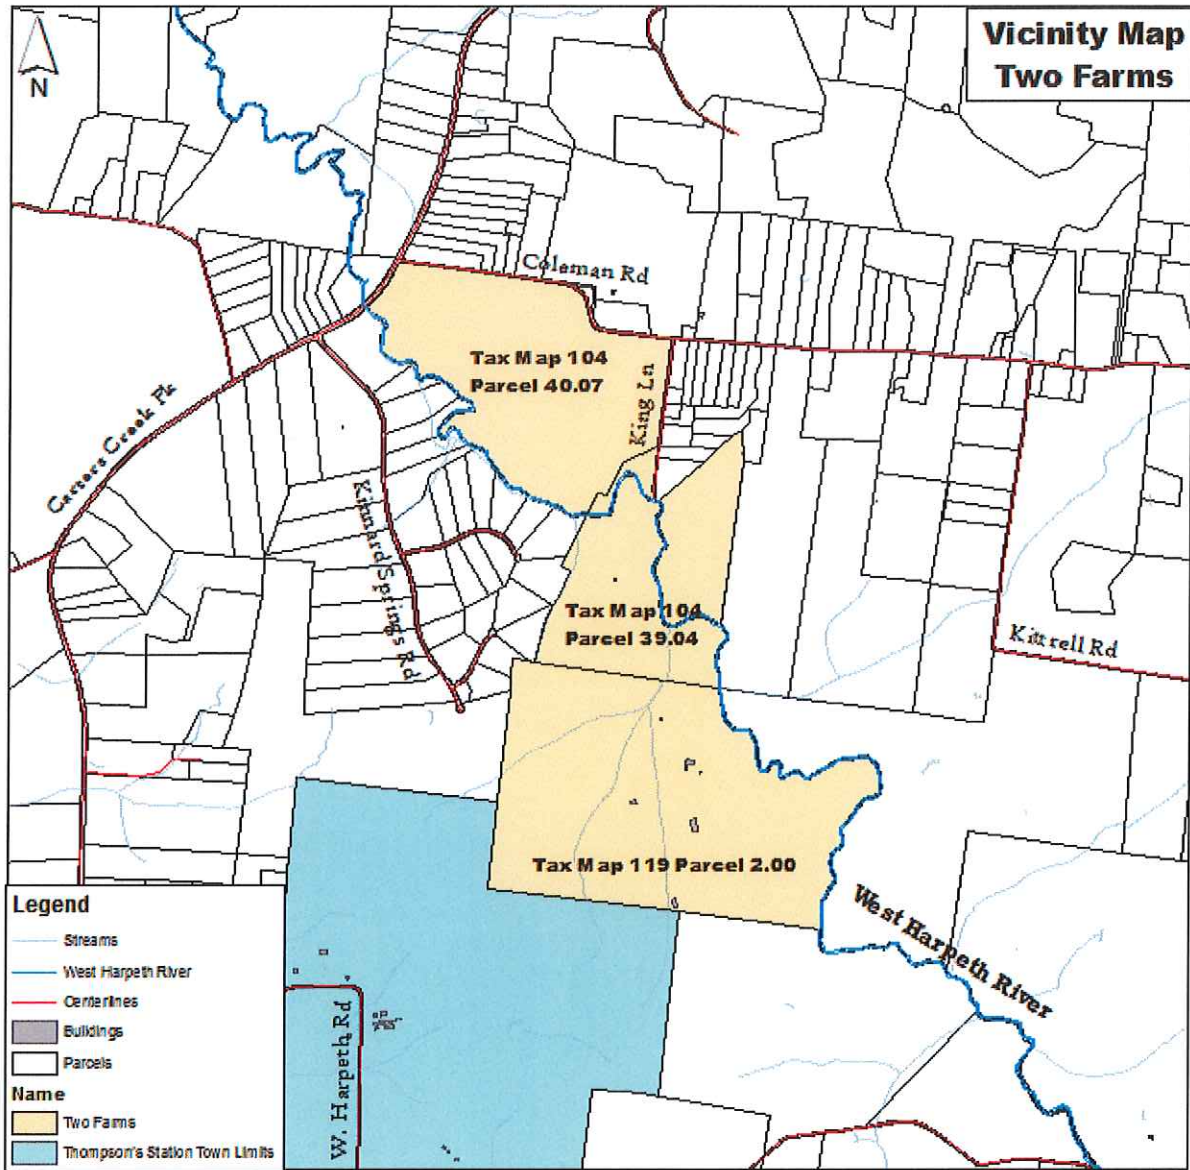 Vicinity Map
Two Farms
N
Coleman Rd
Tax Map 104
Parcel 40.07
King Ln
Carters Creek Pk
Kinnard Springs Rd
Tax Map 104
Parcel 39.04
Kittrell Rd
Tax Map 119 Parcel 2.00
West Harpeth River
W. Harpeth Rd
Legend
Streams
West Harpeth River
Centerlines
Buildings
Parcels
Name
Two Farms
Thompson's Station Town Limits